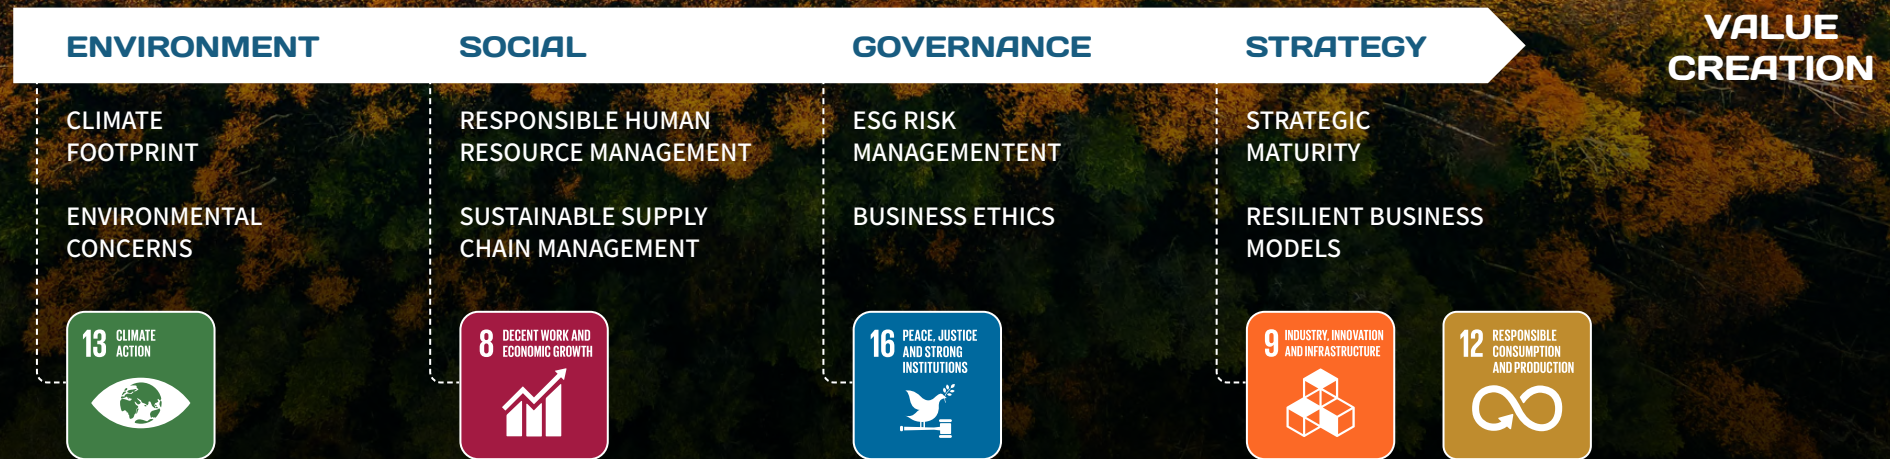 ENVIRONMENT
SOCIAL
GOVERNANCE
STRATEGY
VALUE
CREATION
CLIMATE
FOOTPRINT
ENVIRONMENTAL
CONCERNS
RESPONSIBLE HUMAN
RESOURCE MANAGEMENT
SUSTAINABLE SUPPLY
CHAIN MANAGEMENT
ESG RISK
MANAGEMENTENT
BUSINESS ETHICS
STRATEGIC
MATURITY
RESILIENT BUSINESS
MODELS
13 CLIMATE
ACTION
8 DECENT WORK AND
ECONOMIC GROWTH
16 PEACE, JUSTICE
AND STRONG
INSTITUTIONS
9 INDUSTRY, INNOVATION
AND INFRASTRUCTURE
12 RESPONSIBLE
CONSUMPTION
AND PRODUCTION